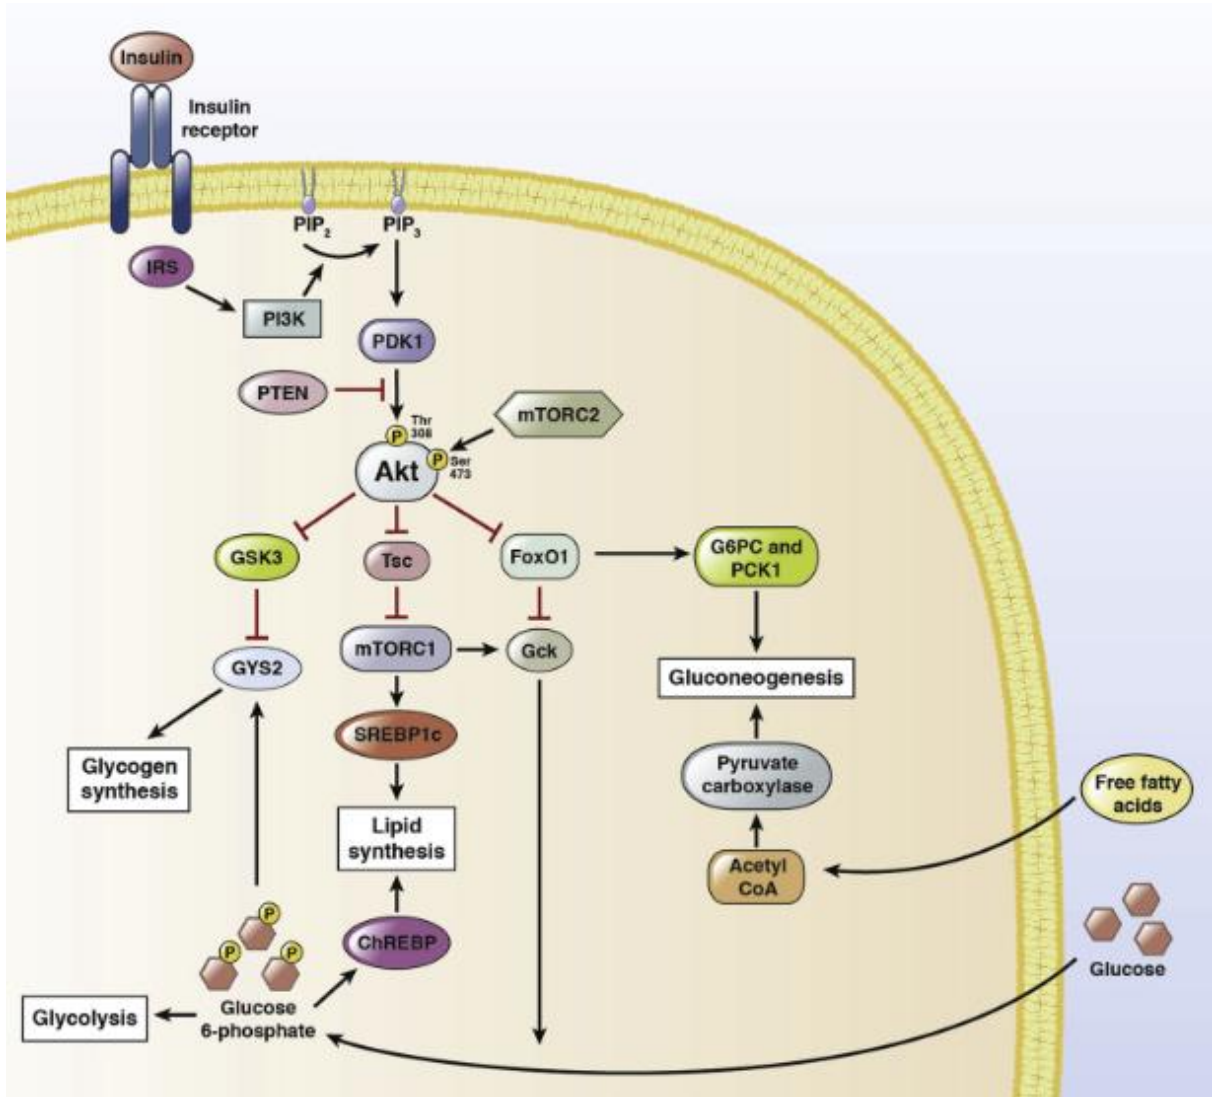 Insulin
Insulin
receptor
PIP2
PIP3
IRS
PI3K
PDK1
PTEN
mTORC2
P
Thr
308
P
Ser
473
Akt
GSK3
Tsc
FoxO1
G6PC and
PCK1
GYS2
mTORC1
Gck
Gluconeogenesis
SREBP1c
Glycogen
synthesis
Pyruvate
carboxylase
Free fatty
acids
Lipid
synthesis
Acetyl
CoA
P
P
P
ChREBP
Glucose
Glycolysis
Glucose
6-phosphate